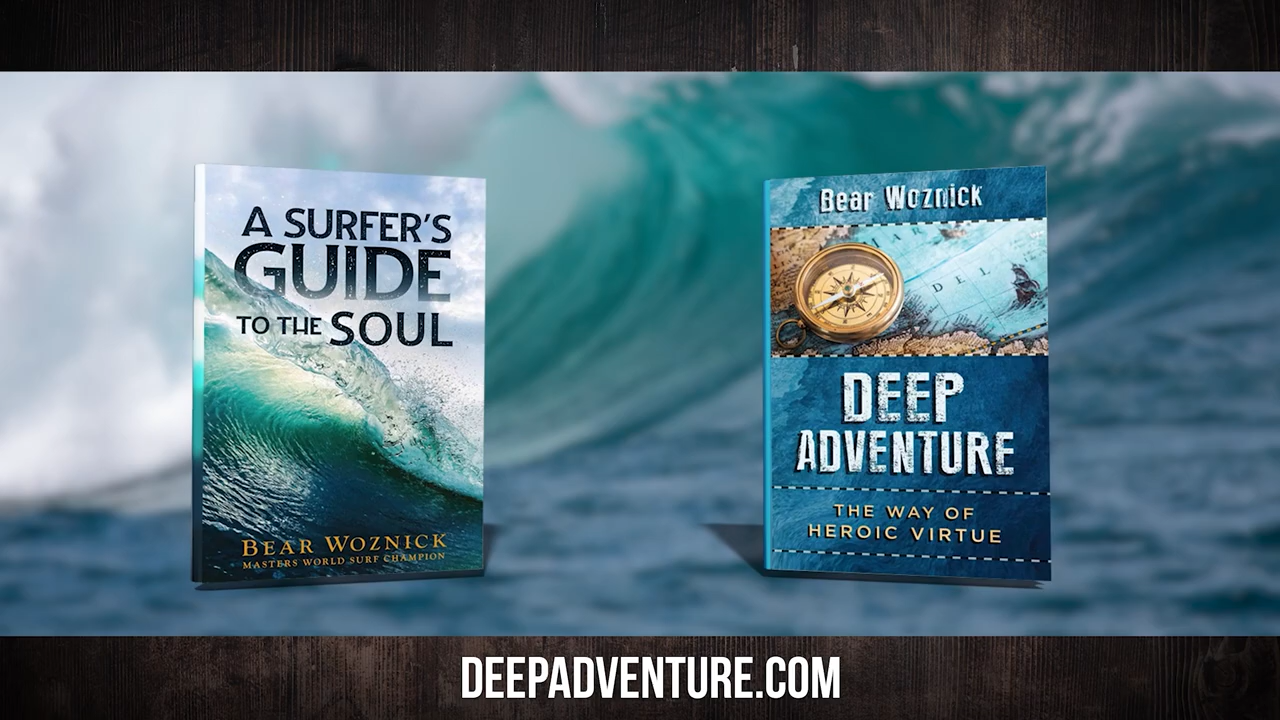 A SURFER'S
GUIDE
TO THE SOUL
BEAR WOZNICK
MASTERS WORLD SURF CHAMPION
Bear Woznick
DEL
DEEP
ADVENTURE
THE WAY OF
HEROIC VIRTUE
DEEPADVENTURE.COM